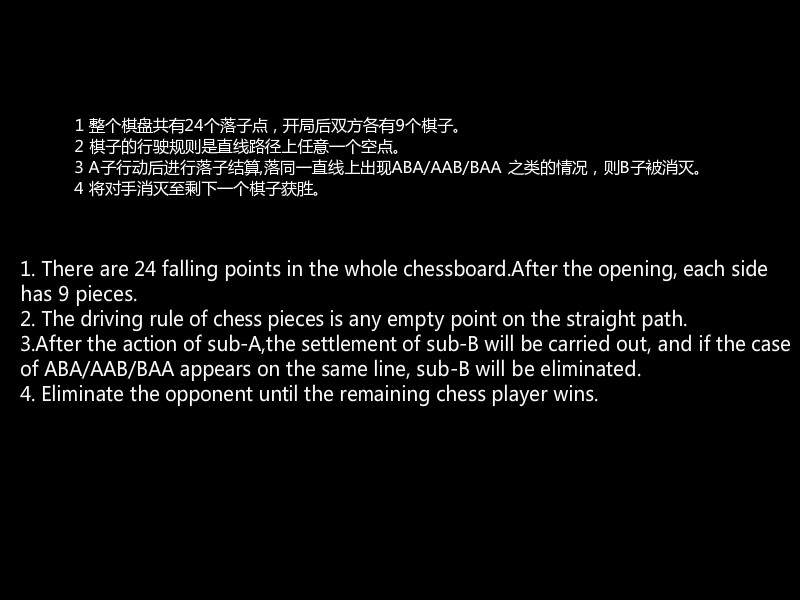 1 整个棋盘共有24个落子点，开局后双方各有9个棋子。
2 棋子的行驶规则是直线路径上任意一个空点。
3 A子行动后进行落子结算,落同一直线上出现ABA/AAB/BAA 之类的情况，则B子被消灭。
4 将对手消灭至剩下一个棋子获胜。
1. There are 24 falling points in the whole chessboard.After the opening, each side
has 9 pieces.
2. The driving rule of chess pieces is any empty point on the straight path.
3.After the action of sub-A,the settlement of sub-B will be carried out, and if the case
of ABA/AAB/BAA appears on the same line, sub-B will be eliminated.
4. Eliminate the opponent until the remaining chess player wins.